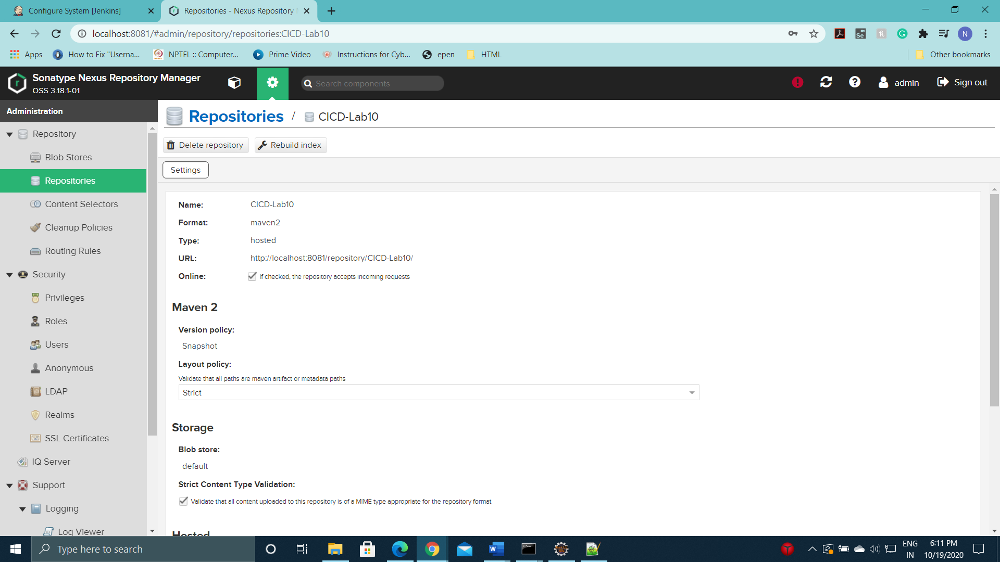 Configure System [Jenkins]
Repositories - Nexus Repository
localhost:8081/#admin/repository/repositories:CICD-Lab10
N
Apps
How to Fix "Userna...
NPTEL :: Computer...
Prime Video
Instructions for Cyb...
epen
HTML
Other bookmarks
Sonatype Nexus Repository Manager
OSS 3.18.1-01
Search components
admin
Sign out
Administration
Repository
Blob Stores
Repositories
Content Selectors
Cleanup Policies
Routing Rules
Security
Privileges
Roles
Users
Anonymous
LDAP
Realms
SSL Certificates
IQ Server
Support
Logging
Log Viewer
Repositories / CICD-Lab10
Delete repository
Rebuild index
Settings
Name: CICD-Lab10
Format: maven2
Type: hosted
URL: http://localhost:8081/repository/CICD-Lab10/
Online: If checked, the repository accepts incoming requests
Maven 2
Version policy:
Snapshot
Layout policy:
Validate that all paths are maven artifact or metadata paths
Strict
Storage
Blob store:
default
Strict Content Type Validation:
Validate that all content uploaded to this repository is of a MIME type appropriate for the repository format
Hosted
Type here to search
ENG
IN
6:11 PM
10/19/2020